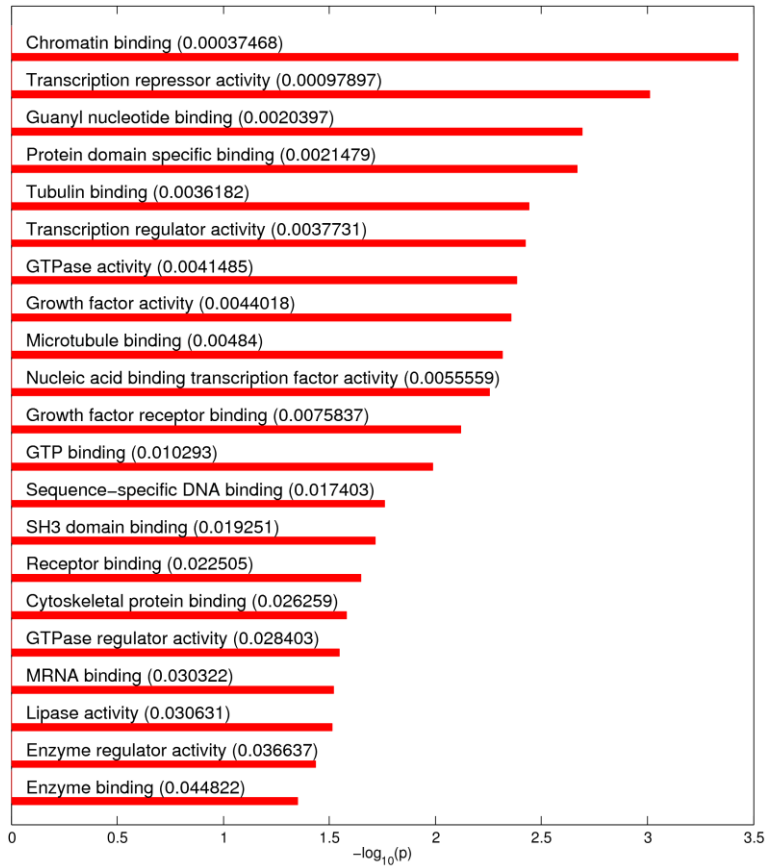 Chromatin binding (0.00037468)
Transcription repressor activity (0.00097897)
Guanyl nucleotide binding (0.0020397)
Protein domain specific binding (0.0021479)
Tubulin binding (0.0036182)
Transcription regulator activity (0.0037731)
GTPase activity (0.0041485)
Growth factor activity (0.0044018)
Microtubule binding (0.00484)
Nucleic acid binding transcription factor activity (0.0055559)
Growth factor receptor binding (0.0075837)
GTP binding (0.010293)
Sequence−specific DNA binding (0.017403)
SH3 domain binding (0.019251)
Receptor binding (0.022505)
Cytoskeletal protein binding (0.026259)
GTPase regulator activity (0.028403)
MRNA binding (0.030322)
Lipase activity (0.030631)
Enzyme regulator activity (0.036637)
Enzyme binding (0.044822)
0 0.5 1 1.5 2 2.5 3 3.5
−log10(p)